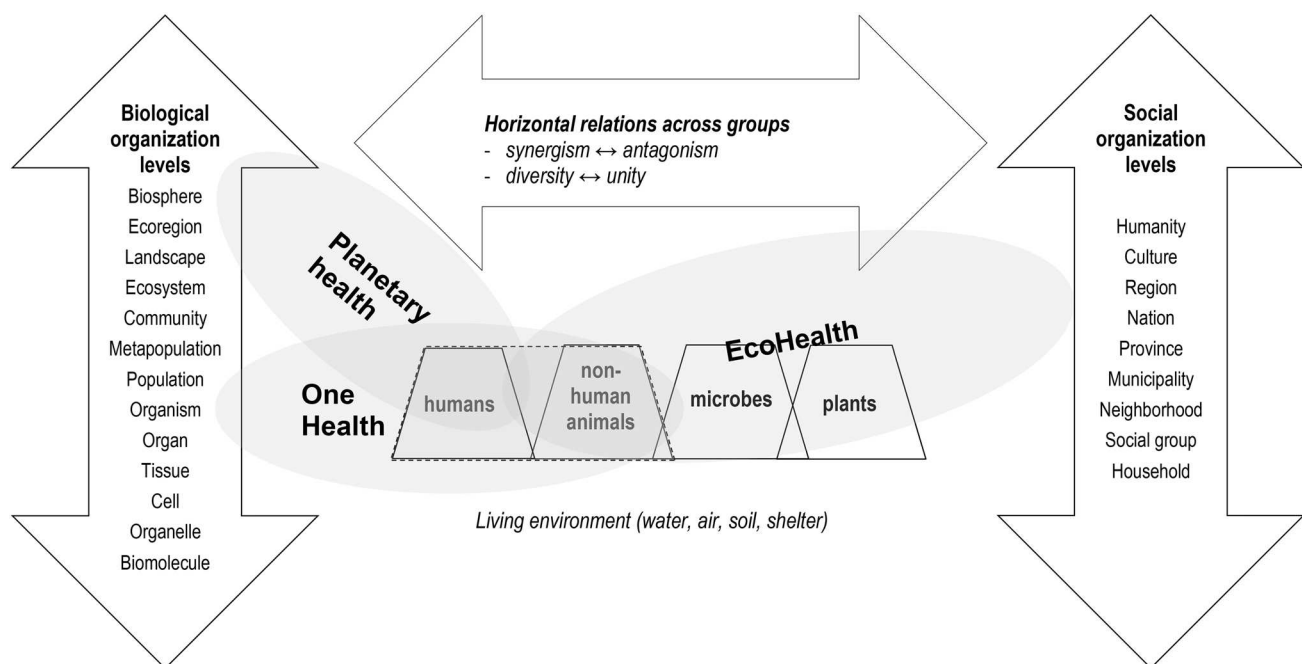 Biological
organization
levels
Biosphere
Ecoregion
Landscape
Ecosystem
Community
Metapopulation
Population
Organism
Organ
Tissue
Cell
Organelle
Biomolecule
Horizontal relations across groups
- synergism ↔ antagonism
- diversity ↔ unity
Planetary
health
One
Health
EcoHealth
humans
non-
human
animals
microbes
plants
Living environment (water, air, soil, shelter)
Social
organization
levels
Humanity
Culture
Region
Nation
Province
Municipality
Neighborhood
Social group
Household